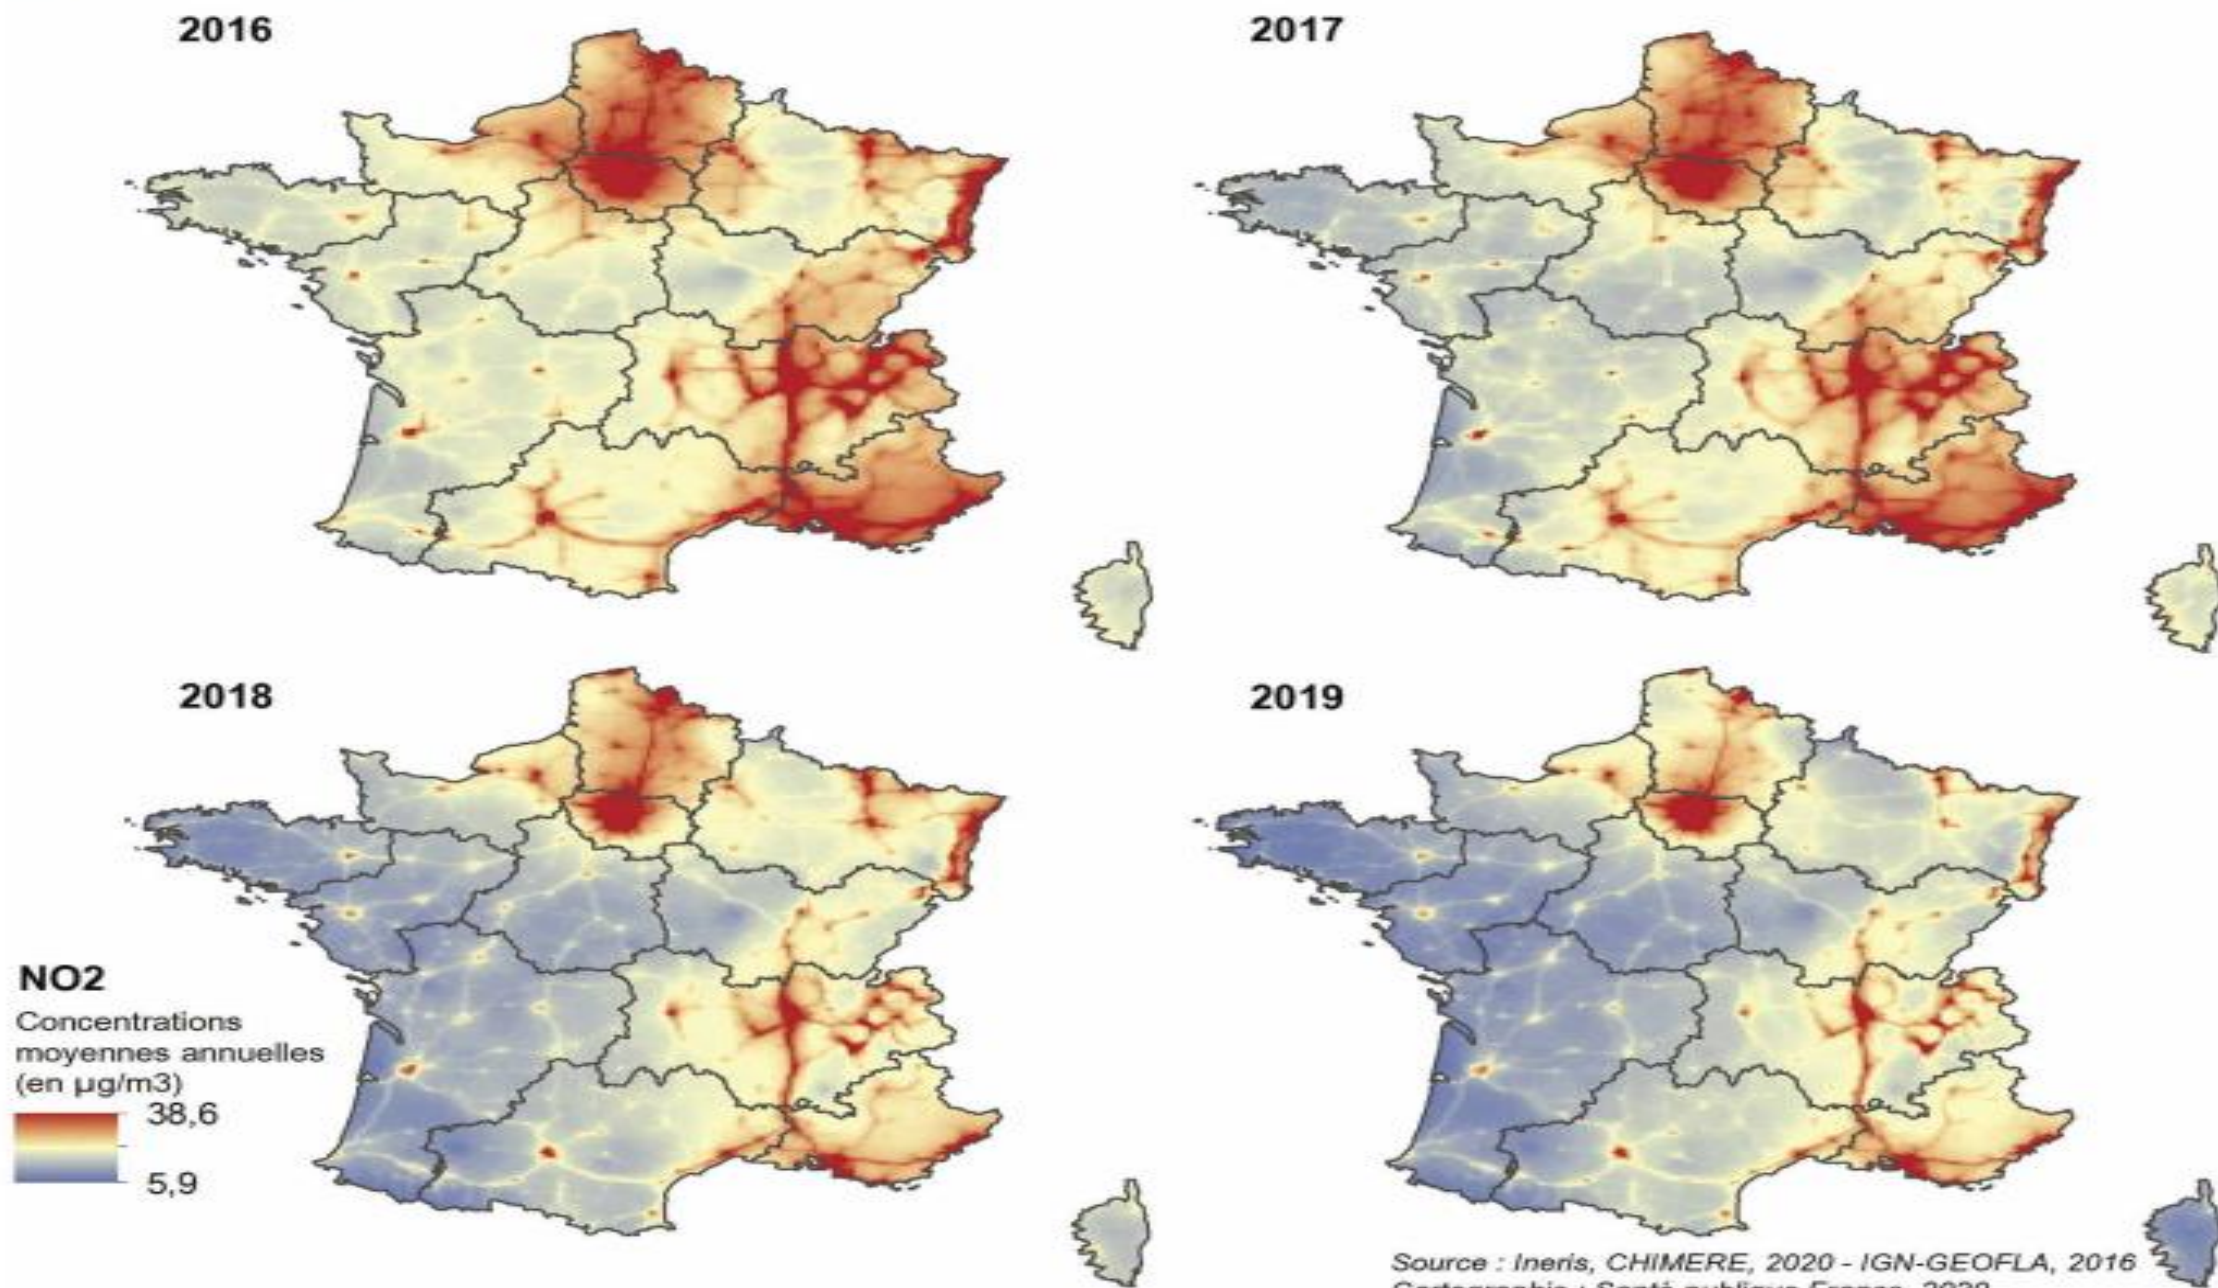 2016
2017
2018
2019
NO2
Concentrations
moyennes annuelles
(en µg/m3)
38,6
5,9
Source : Ineris, CHIMERE, 2020 - IGN-GEOFLA, 2016